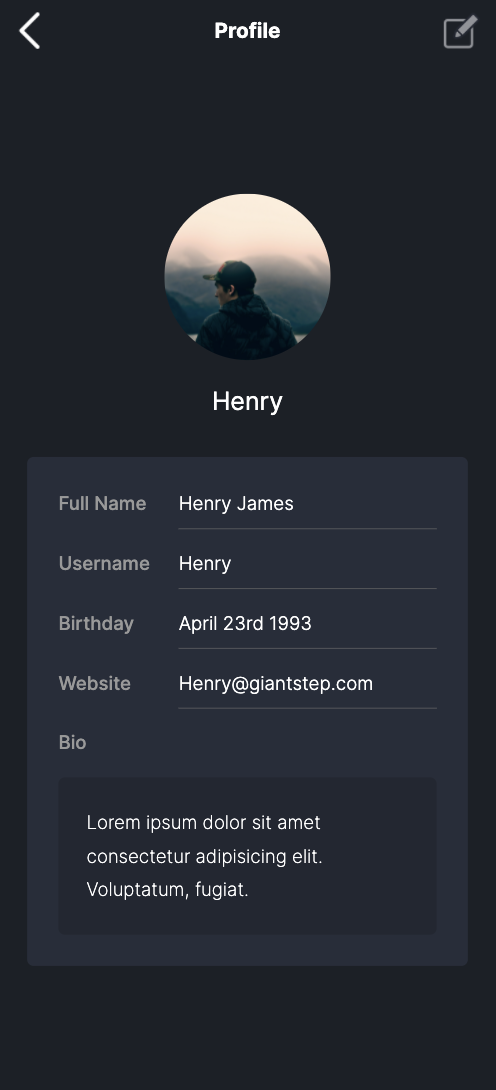 Profile
Henry
Full Name Henry James
Username Henry
Birthday April 23rd 1993
Website Henry@giantstep.com
Bio
Lorem ipsum dolor sit amet
consectetur adipisicing elit.
Voluptatum, fugiat.